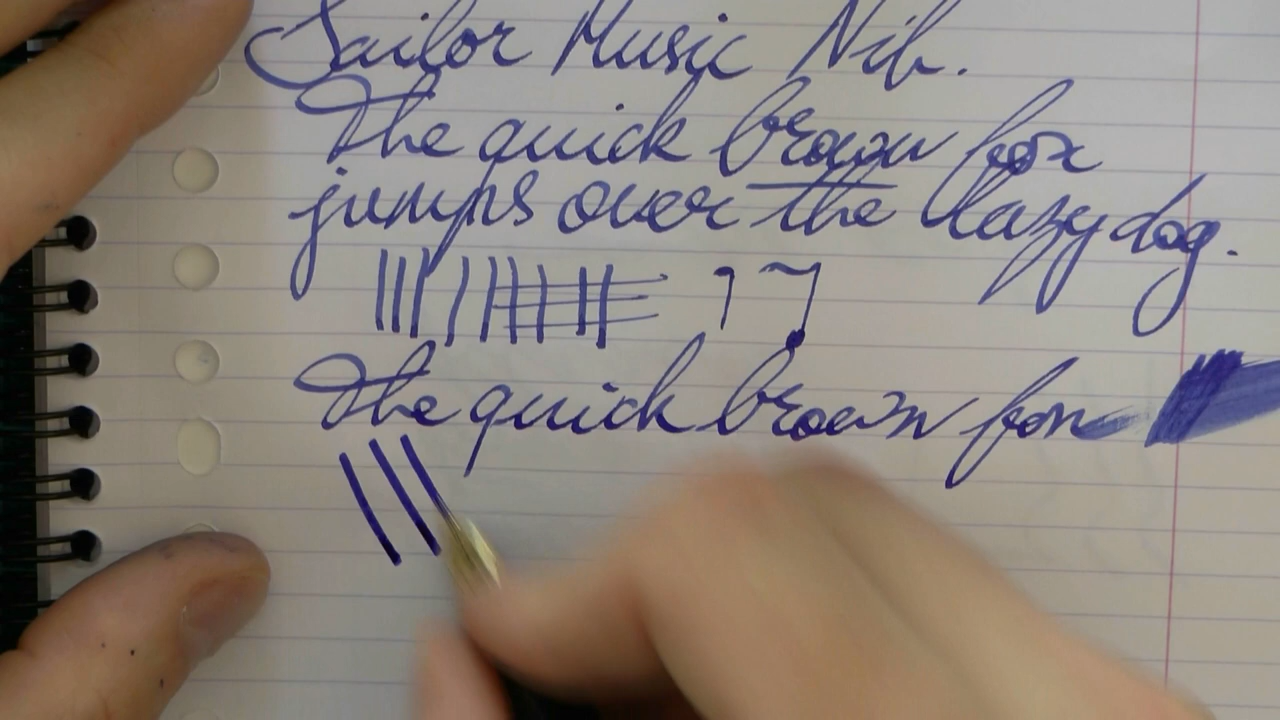 Sailor Music Nib.
The quick brown fox
jumps over the lazy dog.
The quick brown fox